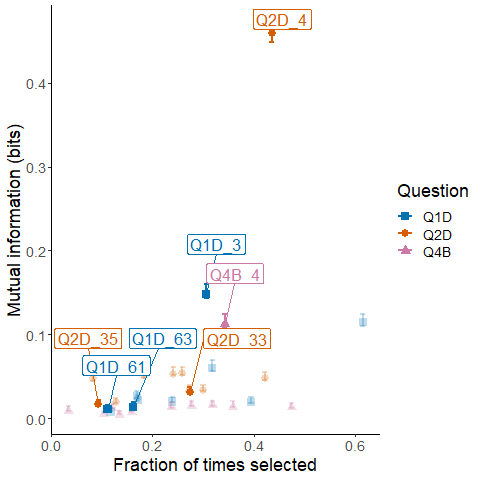 Q2D_4
0.4
0.3
Mutual information (bits)
Question
Q1D_3
Q1D
0.2
Q2D
Q4B_4
Q4B
0.1
Q2D_35
Q1D_63
Q2D_33
Q1D_61
0.0
0.0
0.2
0.4
0.6
Fraction of times selected